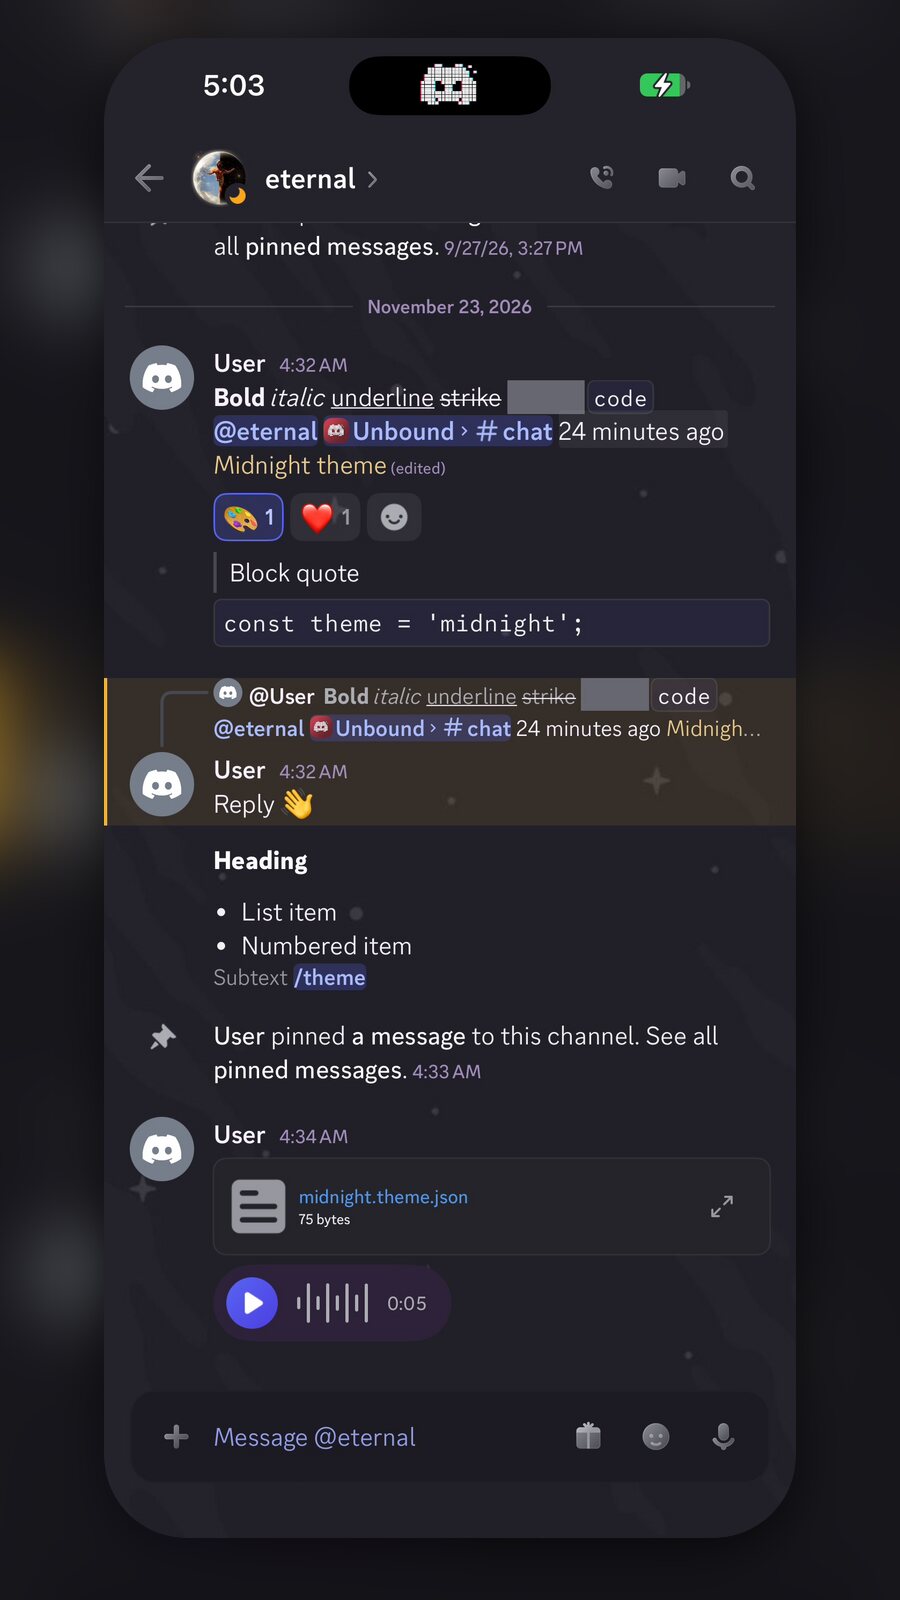 5:03
eternal
all pinned messages. 9/27/26, 3:27 PM
November 23, 2026
User 4:32 AM
Bold italic underline strike code
@eternal Unbound › # chat 24 minutes ago
Midnight theme (edited)
1 1
Block quote
const theme = 'midnight';
@User Bold italic underline strike code
@eternal Unbound › # chat 24 minutes ago Midnigh...
User 4:32 AM
Reply 👋
Heading
• List item
• Numbered item
Subtext /theme
User pinned a message to this channel. See all
pinned messages. 4:33 AM
User 4:34 AM
midnight.theme.json
75 bytes
0:05
Message @eternal